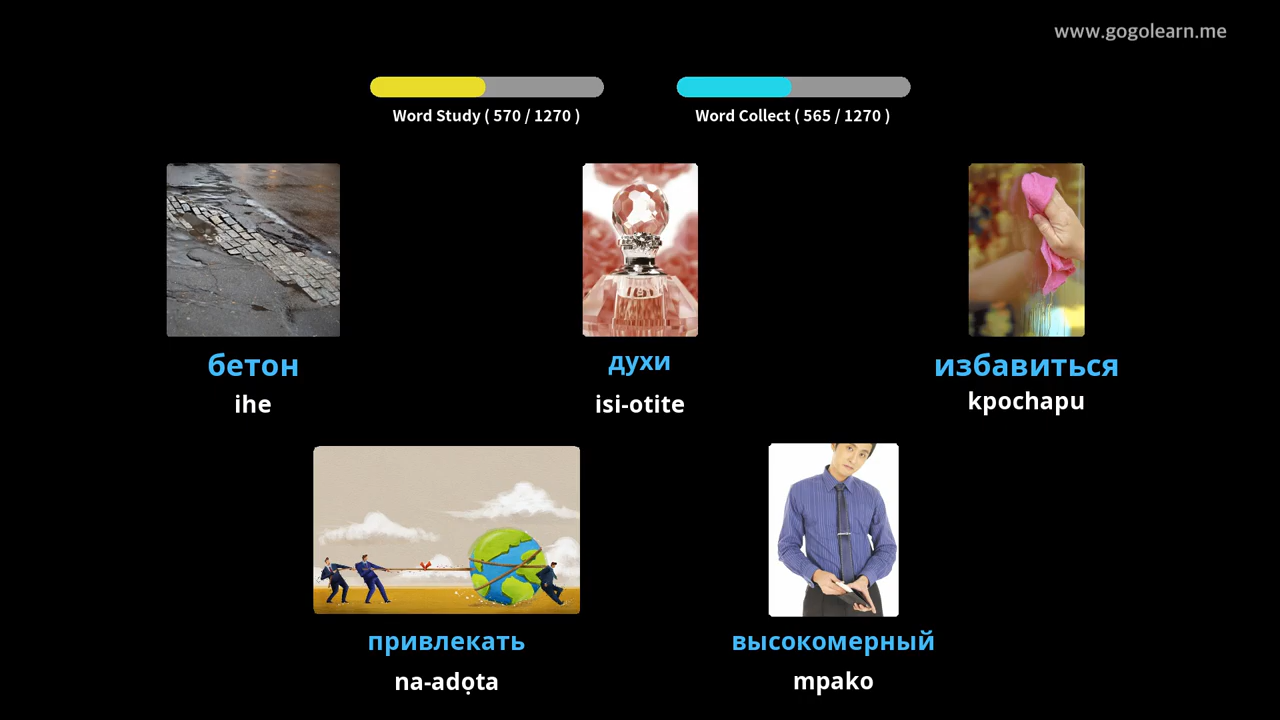 www.gogolearn.me
Word Study ( 570 / 1270 )
Word Collect ( 565 / 1270 )
бетон
ihe
духи
isi-otite
избавиться
kpochapu
привлекать
na-adọta
высокомерный
mpako